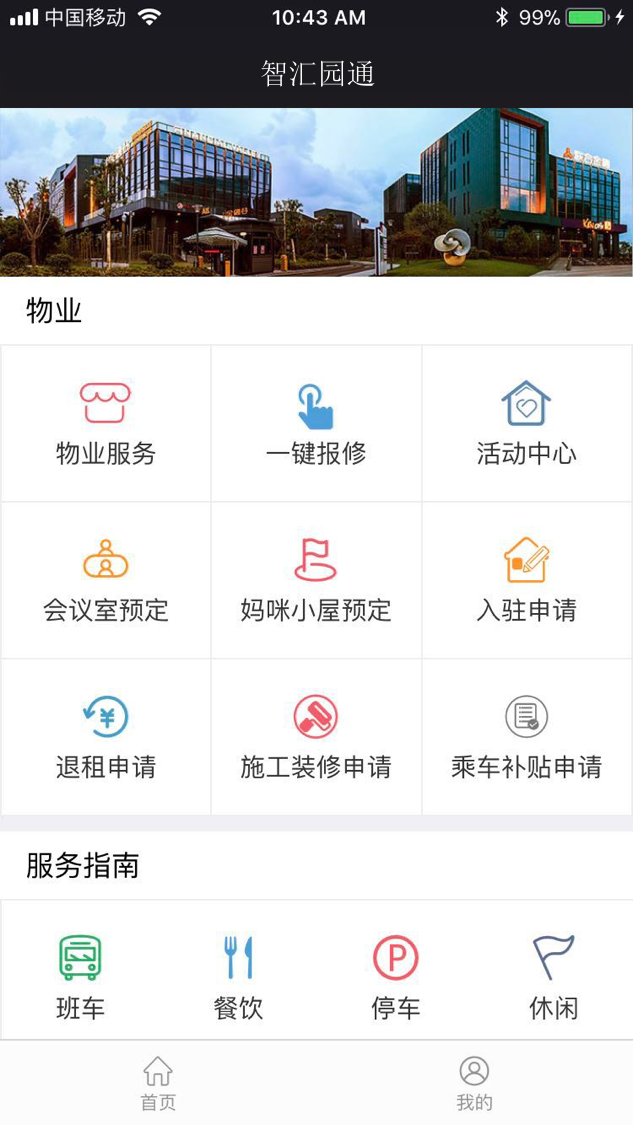 中国移动
10:43 AM
99%
智汇园通
物业
物业服务
一键报修
活动中心
会议室预定
妈咪小屋预定
入驻申请
退租申请
施工装修申请
乘车补贴申请
服务指南
班车
餐饮
停车
休闲
首页
我的